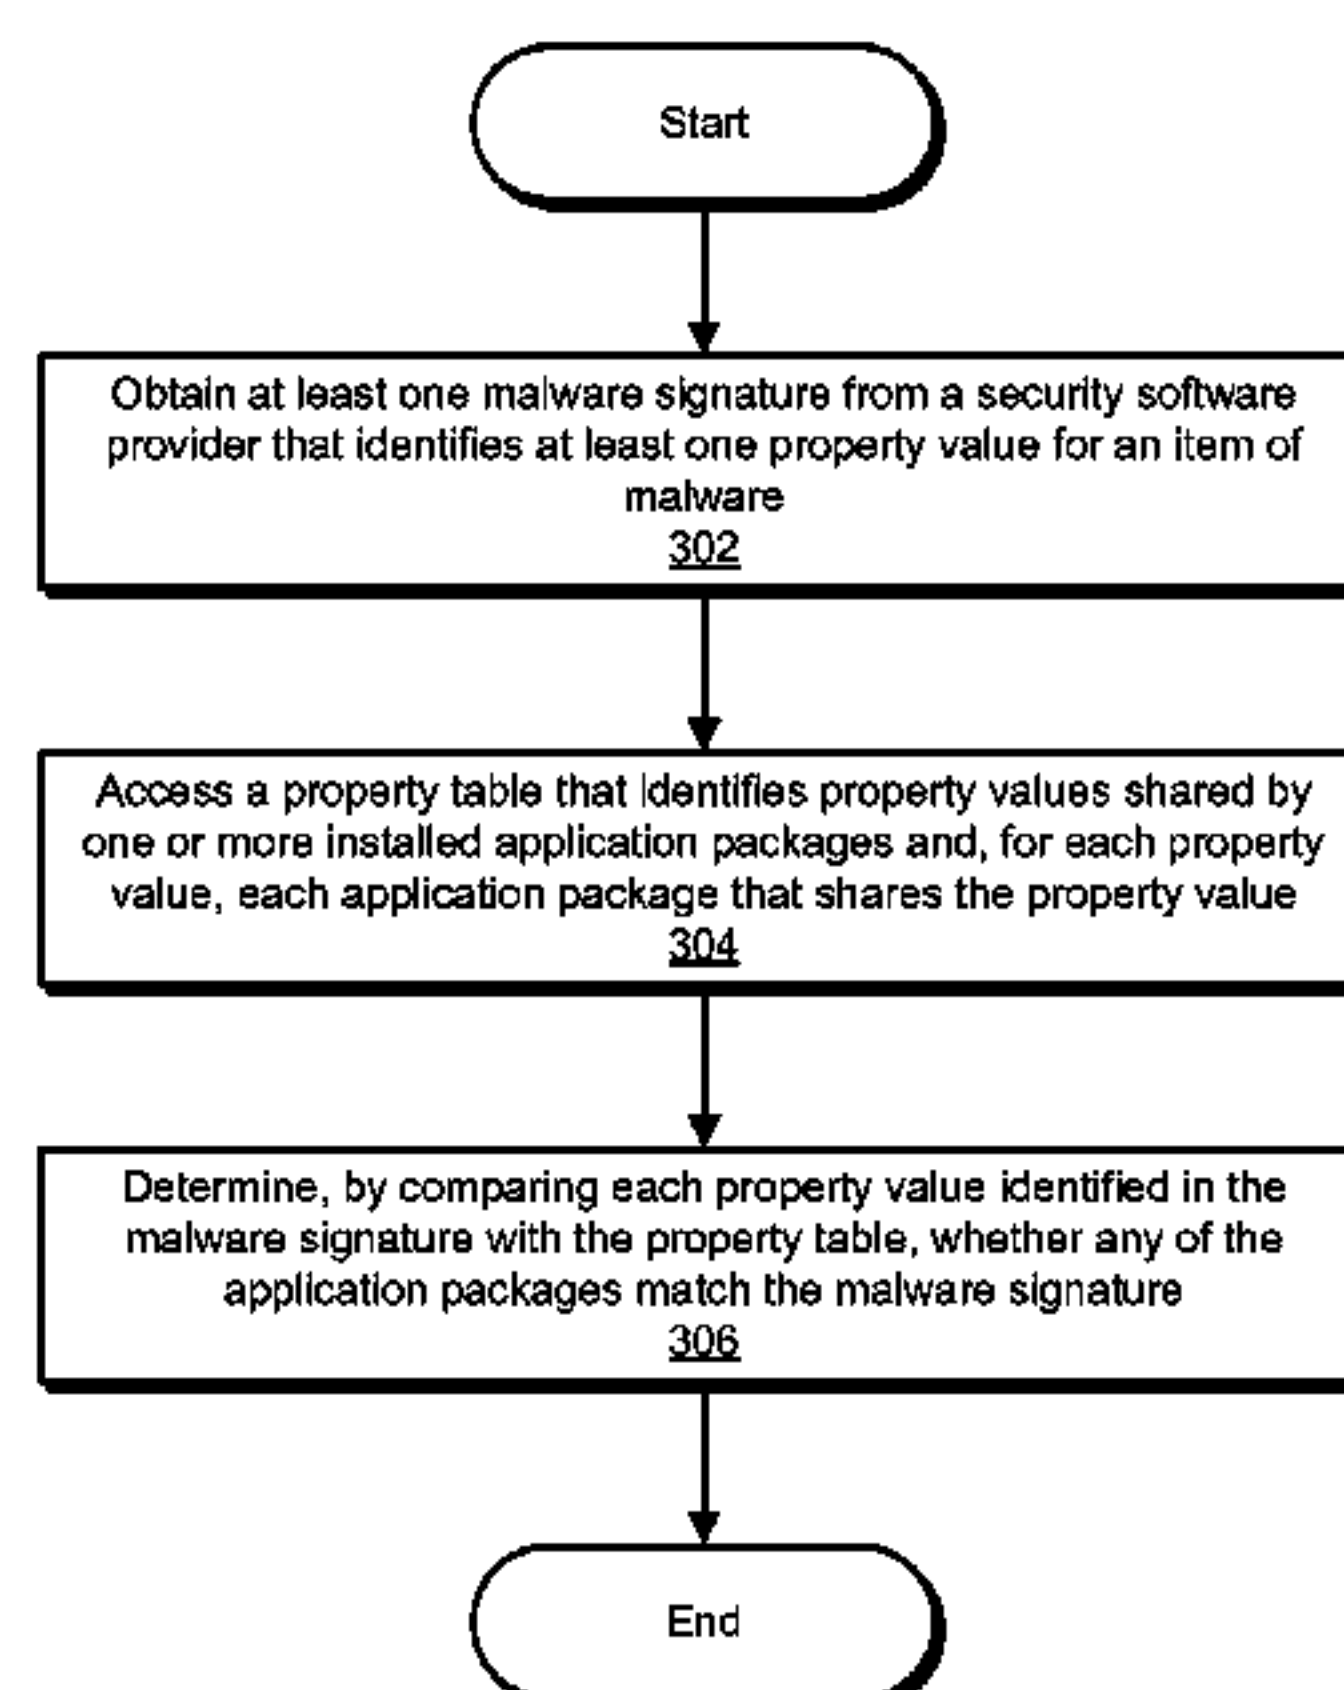 Start
Obtain at least one malware signature from a security software
provider that identifies at least one property value for an item of
malware
302
Access a property table that identifies property values shared by
one or more installed application packages and, for each property
value, each application package that shares the property value
304
Determine, by comparing each property value identified in the
malware signature with the property table, whether any of the
application packages match the malware signature
306
End